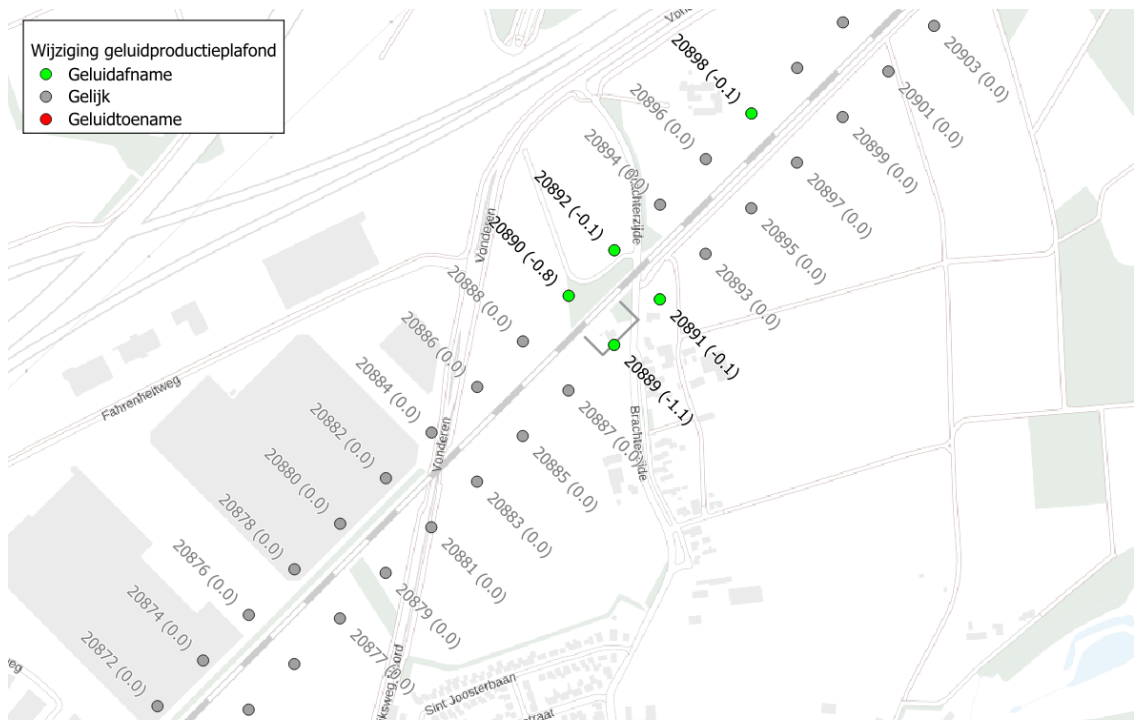 Wijziging geluidproductieplafond
Geluidafname
Gelijk
Geluidtoename
20898 (-0.1)
20903 (0.0)
20896 (0.0)
20901 (0.0)
20894 (0.0)
20899 (0.0)
20892 (-0.1)
Brachterzijde
20897 (0.0)
20890 (-0.8)
Vonderen
20895 (0.0)
20888 (0.0)
20893 (0.0)
20886 (0.0)
20891 (-0.1)
20884 (0.0)
20889 (-1.1)
Fahrenheitweg
20882 (0.0)
20887 (0.0)
Brachterzijde
Vonderen
20880 (0.0)
20885 (0.0)
20878 (0.0)
20883 (0.0)
20876 (0.0)
20881 (0.0)
20874 (0.0)
20879 (0.0)
20872 (0.0)
20877 (0.0)
Sint Joosterbaan